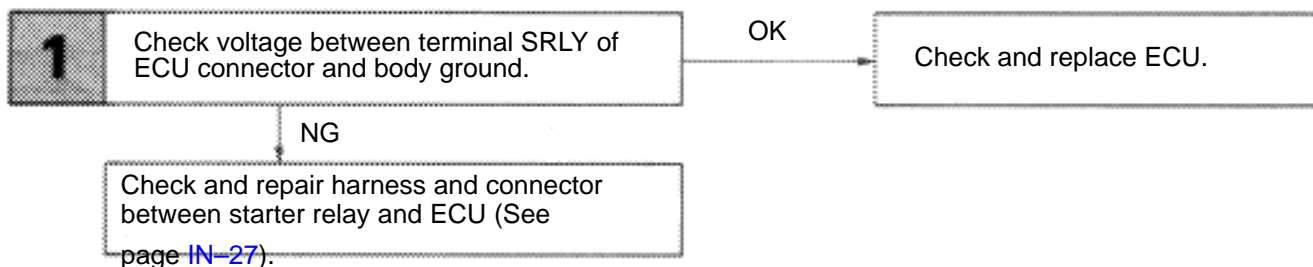 1
Check voltage between terminal SRLY of
ECU connector and body ground.
OK
Check and replace ECU.
NG
Check and repair harness and connector
between starter relay and ECU (See
page IN–27).